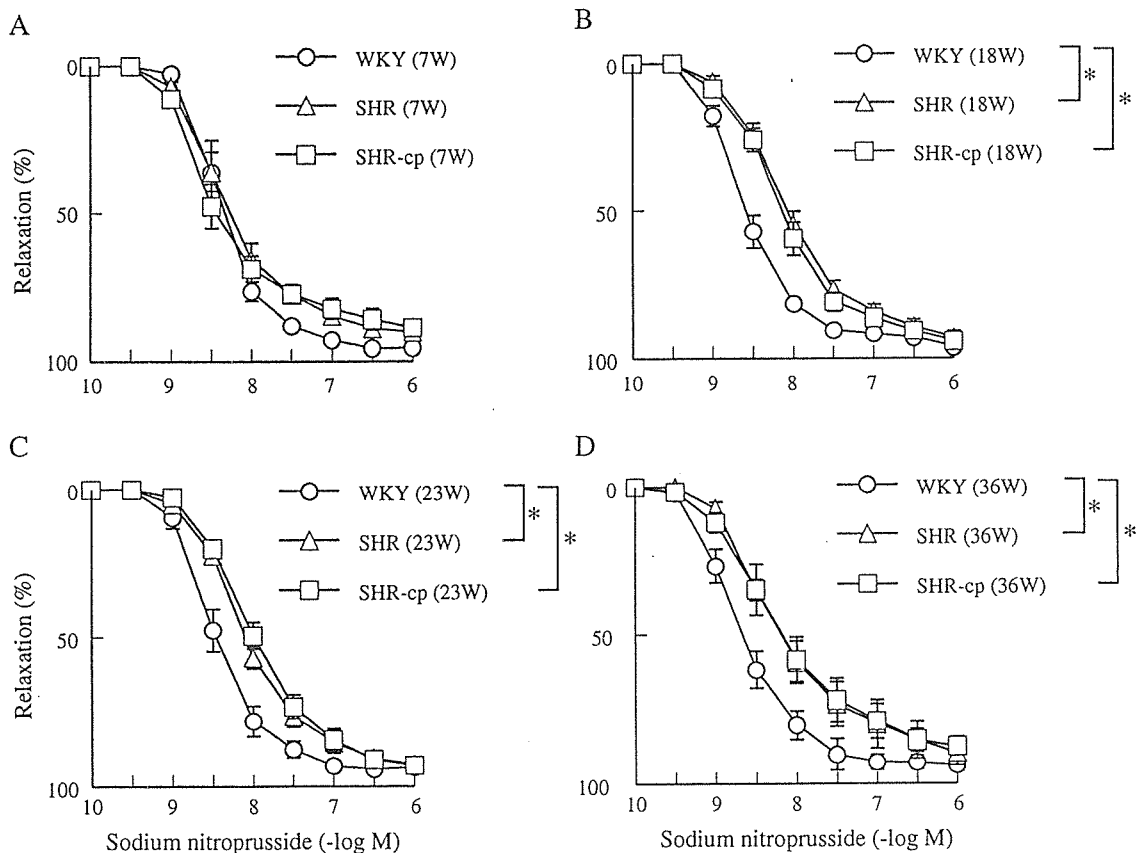 A
WKY (7W)
SHR (7W)
SHR-cp (7W)
Relaxation (%)
0
50
100
10 9 8 7 6
B
WKY (18W)
SHR (18W)
SHR-cp (18W)
*
*
0
50
100
10 9 8 7 6
C
WKY (23W)
SHR (23W)
SHR-cp (23W)
*
*
Relaxation (%)
0
50
100
10 9 8 7 6
Sodium nitroprusside (-log M)
D
WKY (36W)
SHR (36W)
SHR-cp (36W)
*
*
0
50
100
10 9 8 7 6
Sodium nitroprusside (-log M)